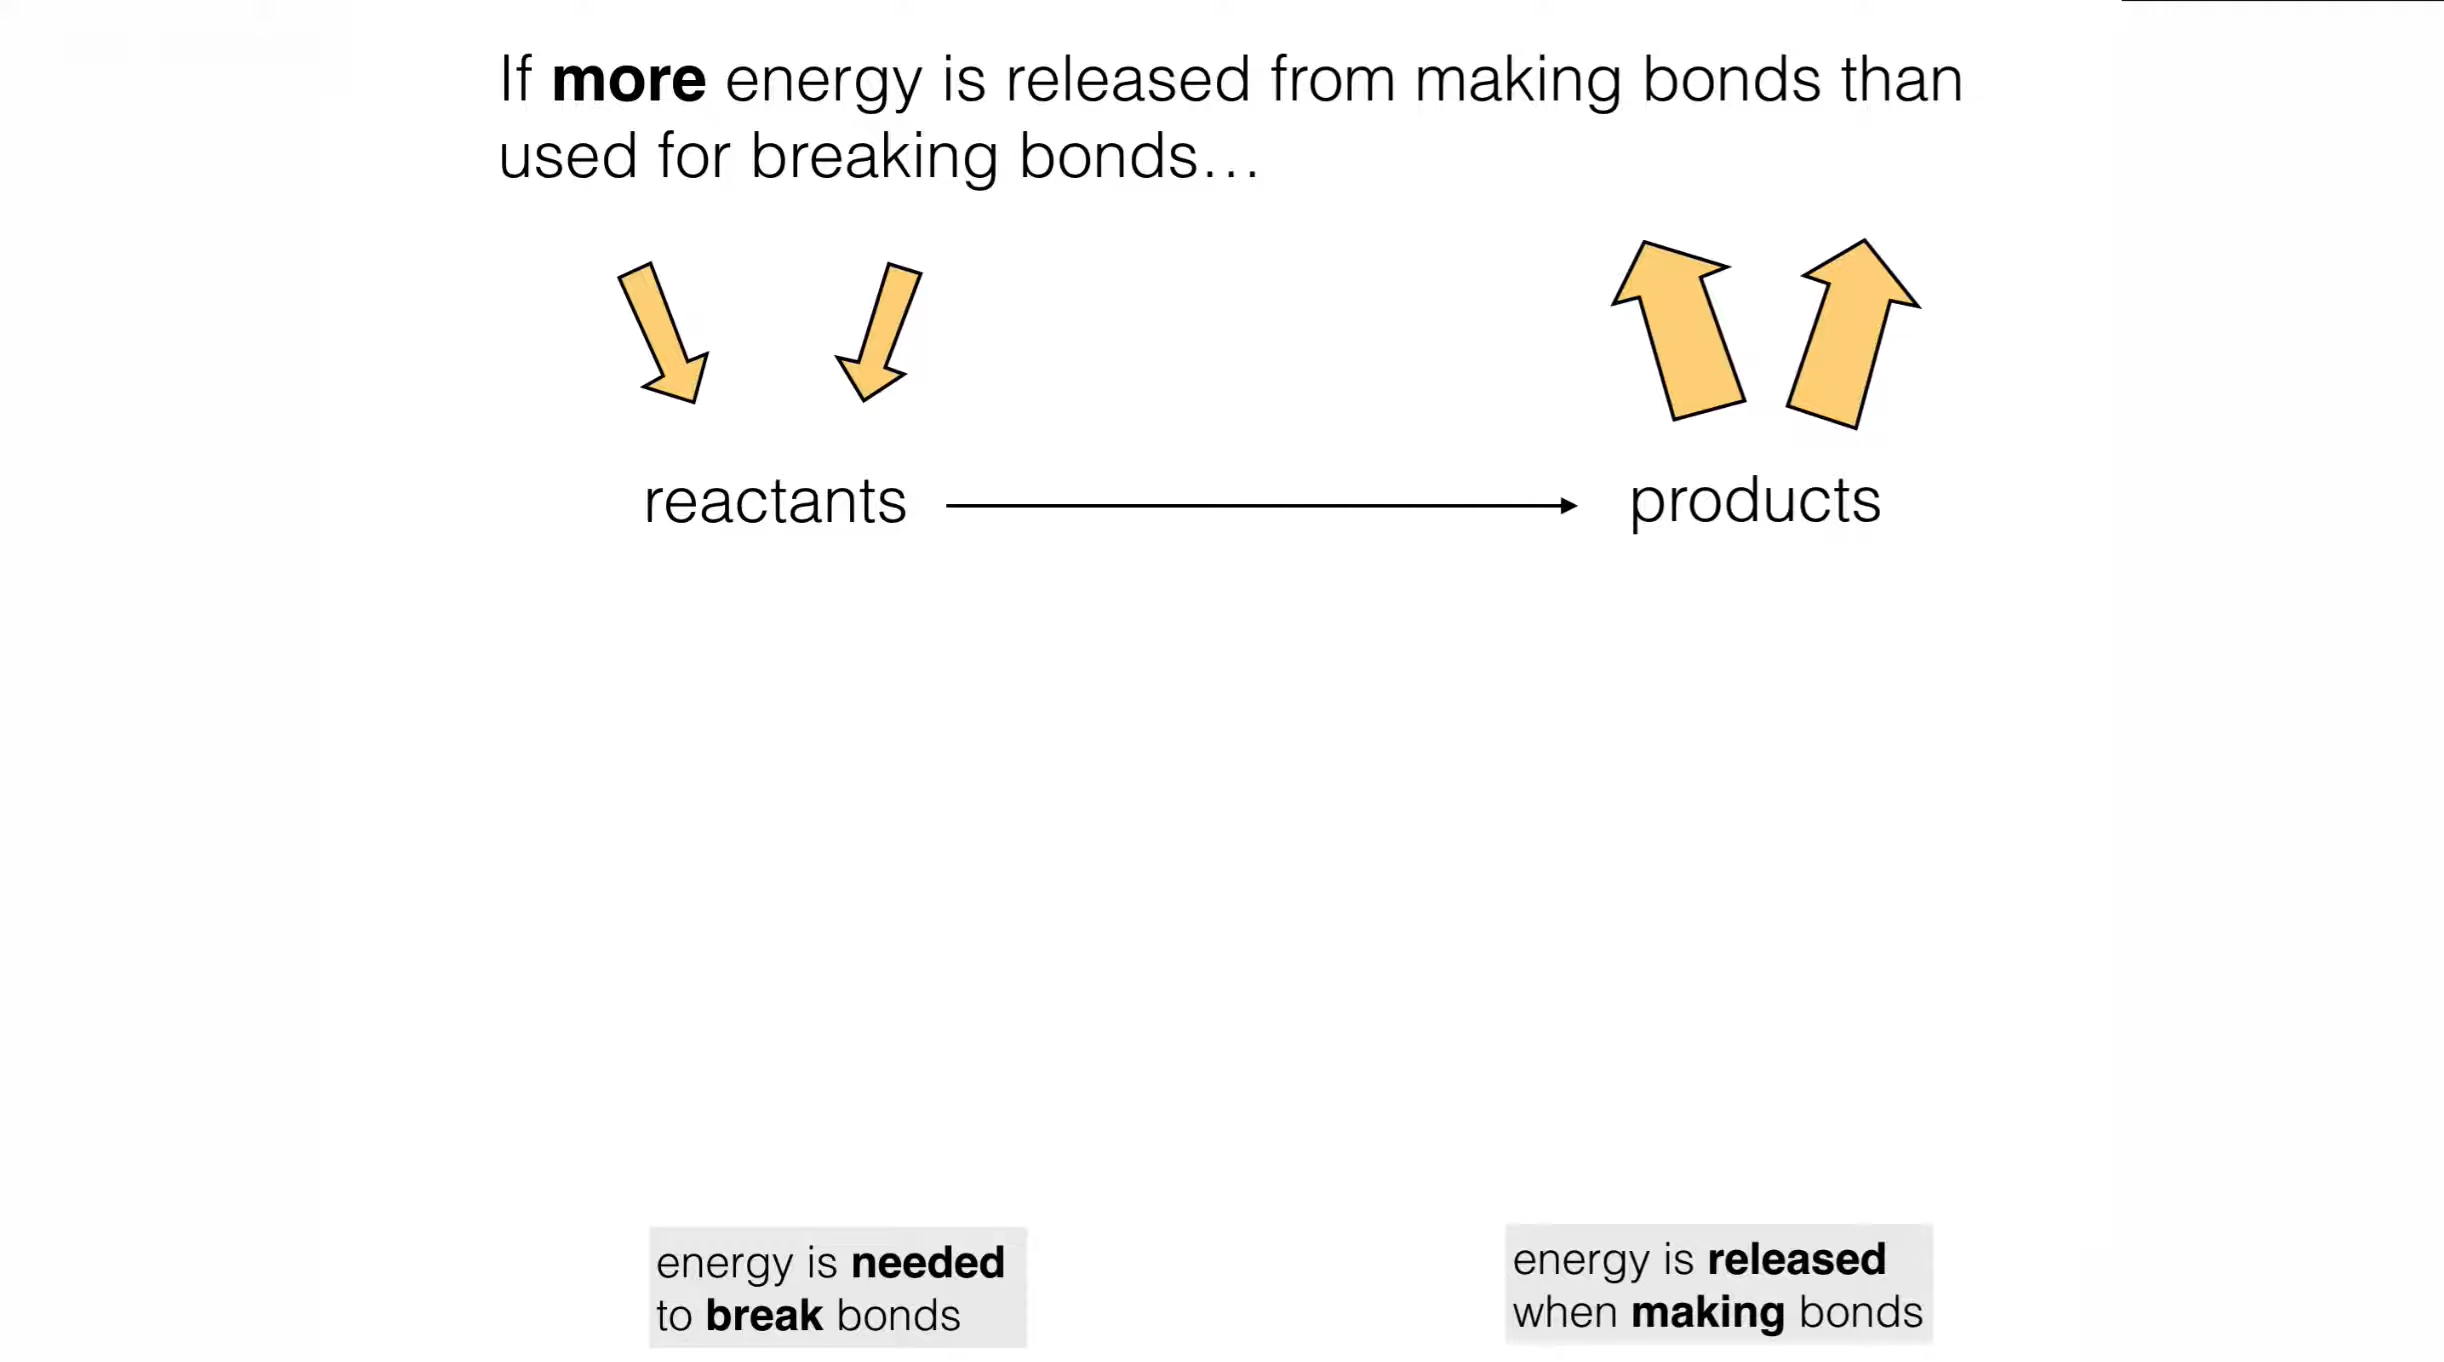 If more energy is released from making bonds than
used for breaking bonds…
reactants
products
energy is needed
to break bonds
energy is released
when making bonds